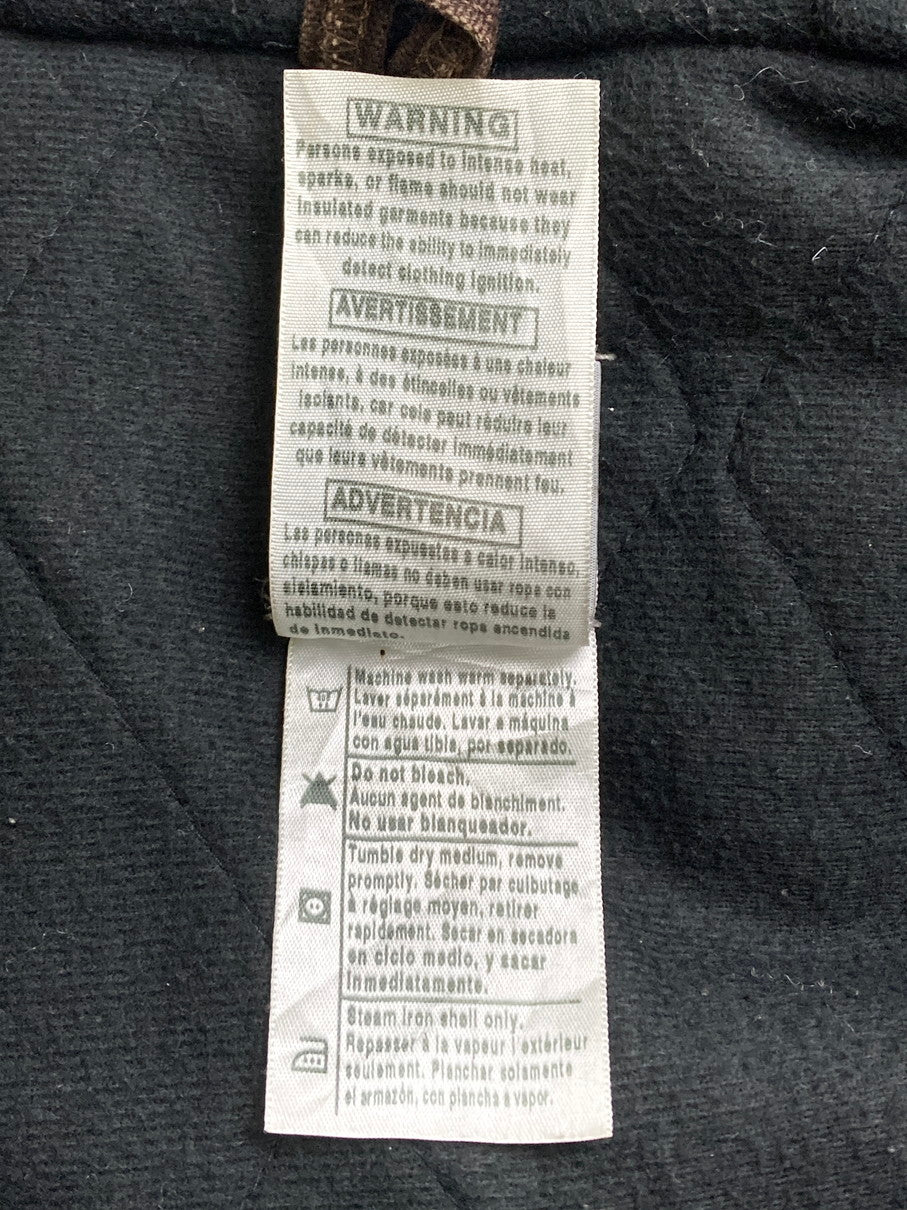 WARNING
Persons exposed to intense heat,
sparks, or flame should not wear
insulated garments because they
can reduce the ability to immediately
detect clothing ignition.
AVERTISSEMENT
Les personnes exposées à une chaleur
intense, à des étincelles ou vêtements
isolants, car cela peut réduire leur
capacité de détecter immédiatement
que leurs vêtements prennent feu.
ADVERTENCIA
Las personas expuestas a calor intenso,
chispas o llamas no deben usar ropa con
aislamiento, porque esto reduce la
habilidad de detectar ropa encendida
de inmediato.
Machine wash warm separately.
Laver séparément à la machine à
l'eau chaude. Lavar a máquina
con agua tibia, por separado.
Do not bleach.
Aucun agent de blanchiment.
No usar blanqueador.
Tumble dry medium, remove
promptly. Sécher par culbutage
à réglage moyen, retirer
rapidement. Secar en secadora
en ciclo medio, y sacar
inmediatamente.
Steam iron shell only.
Repasser à la vapeur l'extérieur
seulement. Planchar solamente
el armazón, con plancha a vapor.